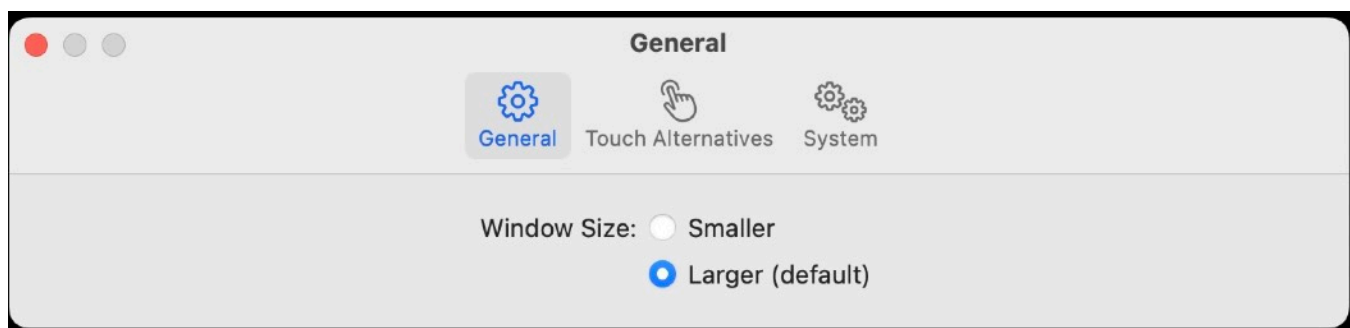 General
General Touch Alternatives System
Window Size: Smaller
Larger (default)